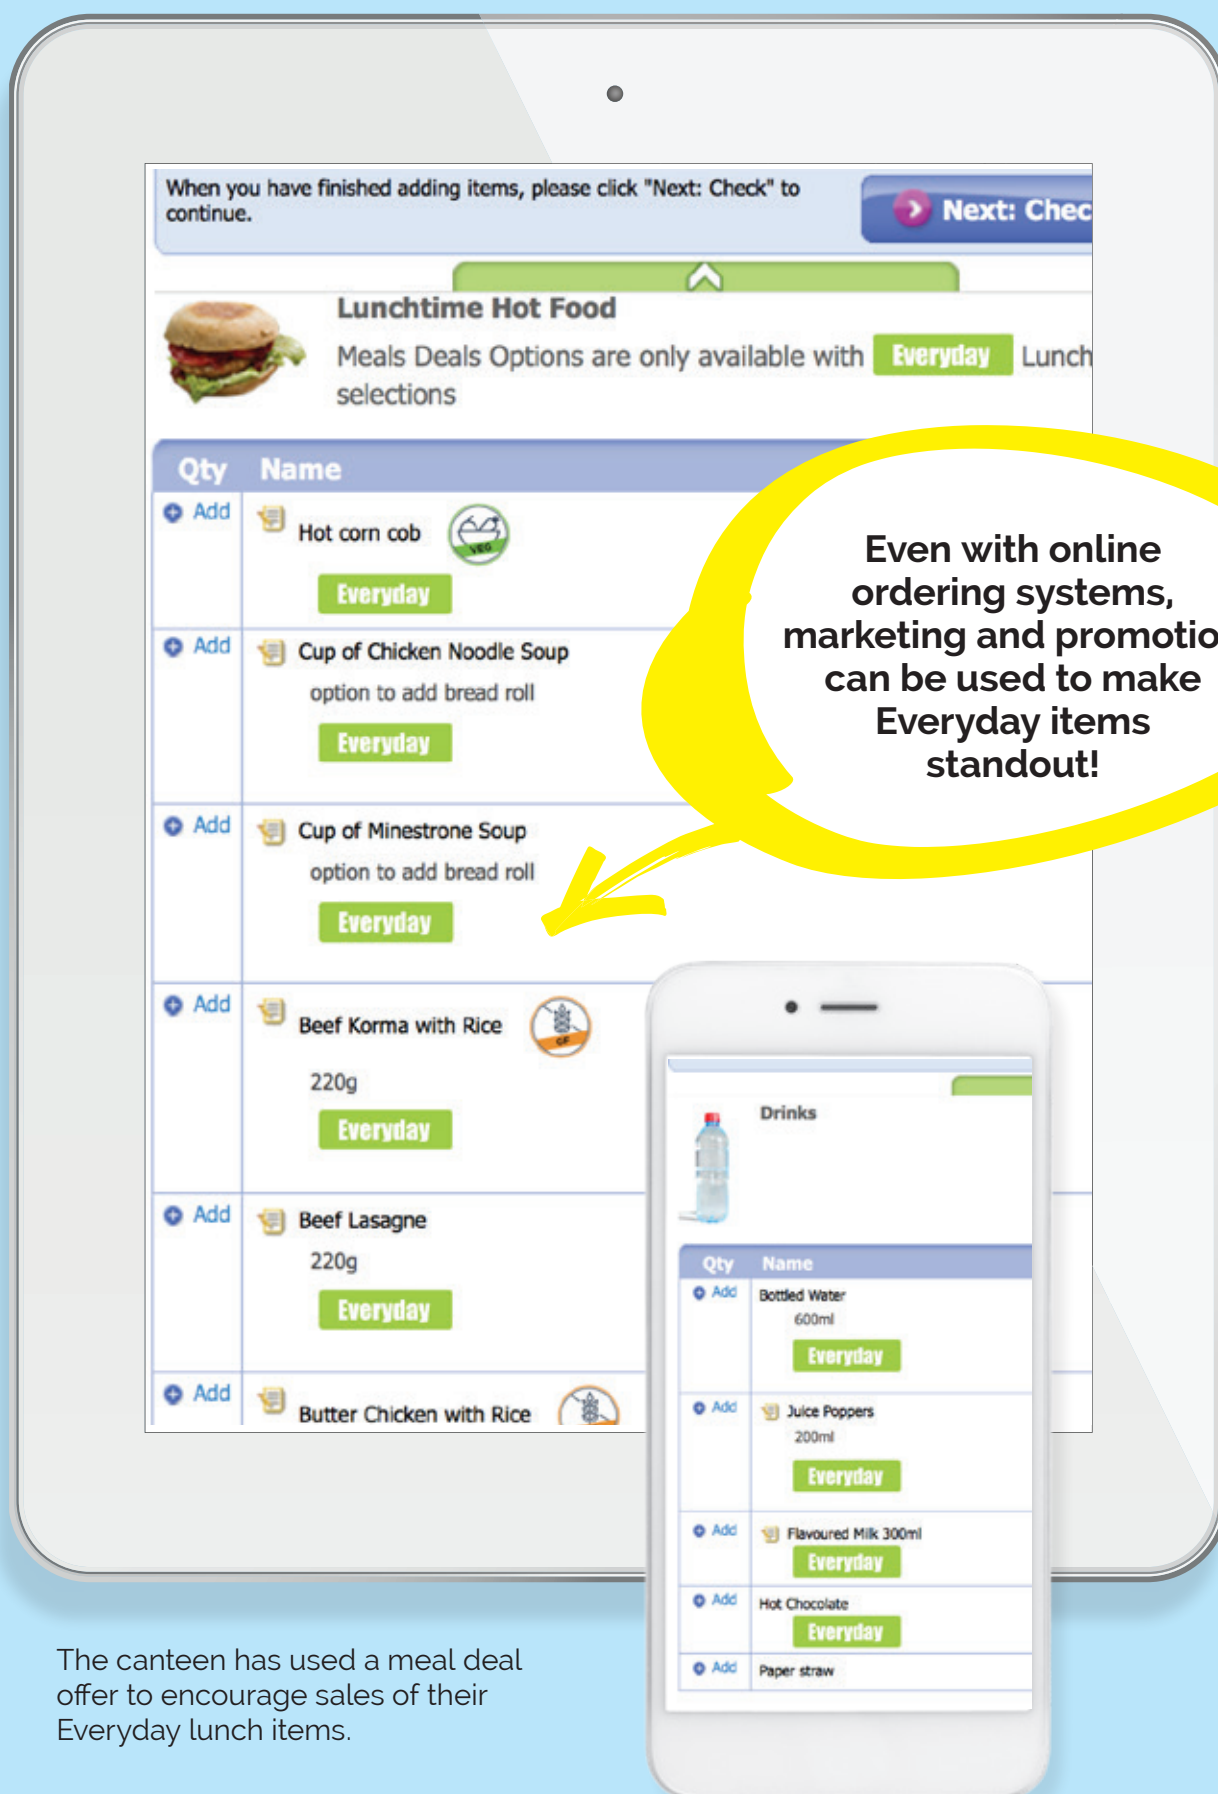 When you have finished adding items, please click "Next: Check" to
continue.
Next: Chec
Lunchtime Hot Food
Meals Deals Options are only available with Everyday Lunch
selections
Qty Name
Add Hot corn cob VEG
Everyday
Add Cup of Chicken Noodle Soup
option to add bread roll
Everyday
Add Cup of Minestrone Soup
option to add bread roll
Everyday
Add Beef Korma with Rice GF
220g
Everyday
Add Beef Lasagne
220g
Everyday
Add Butter Chicken with Rice
Even with online
ordering systems,
marketing and promotio
can be used to make
Everyday items
standout!
Drinks
Qty Name
Add Bottled Water
600ml
Everyday
Add Juice Poppers
200ml
Everyday
Add Flavoured Milk 300ml
Everyday
Add Hot Chocolate
Everyday
Add Paper straw
The canteen has used a meal deal
offer to encourage sales of their
Everyday lunch items.